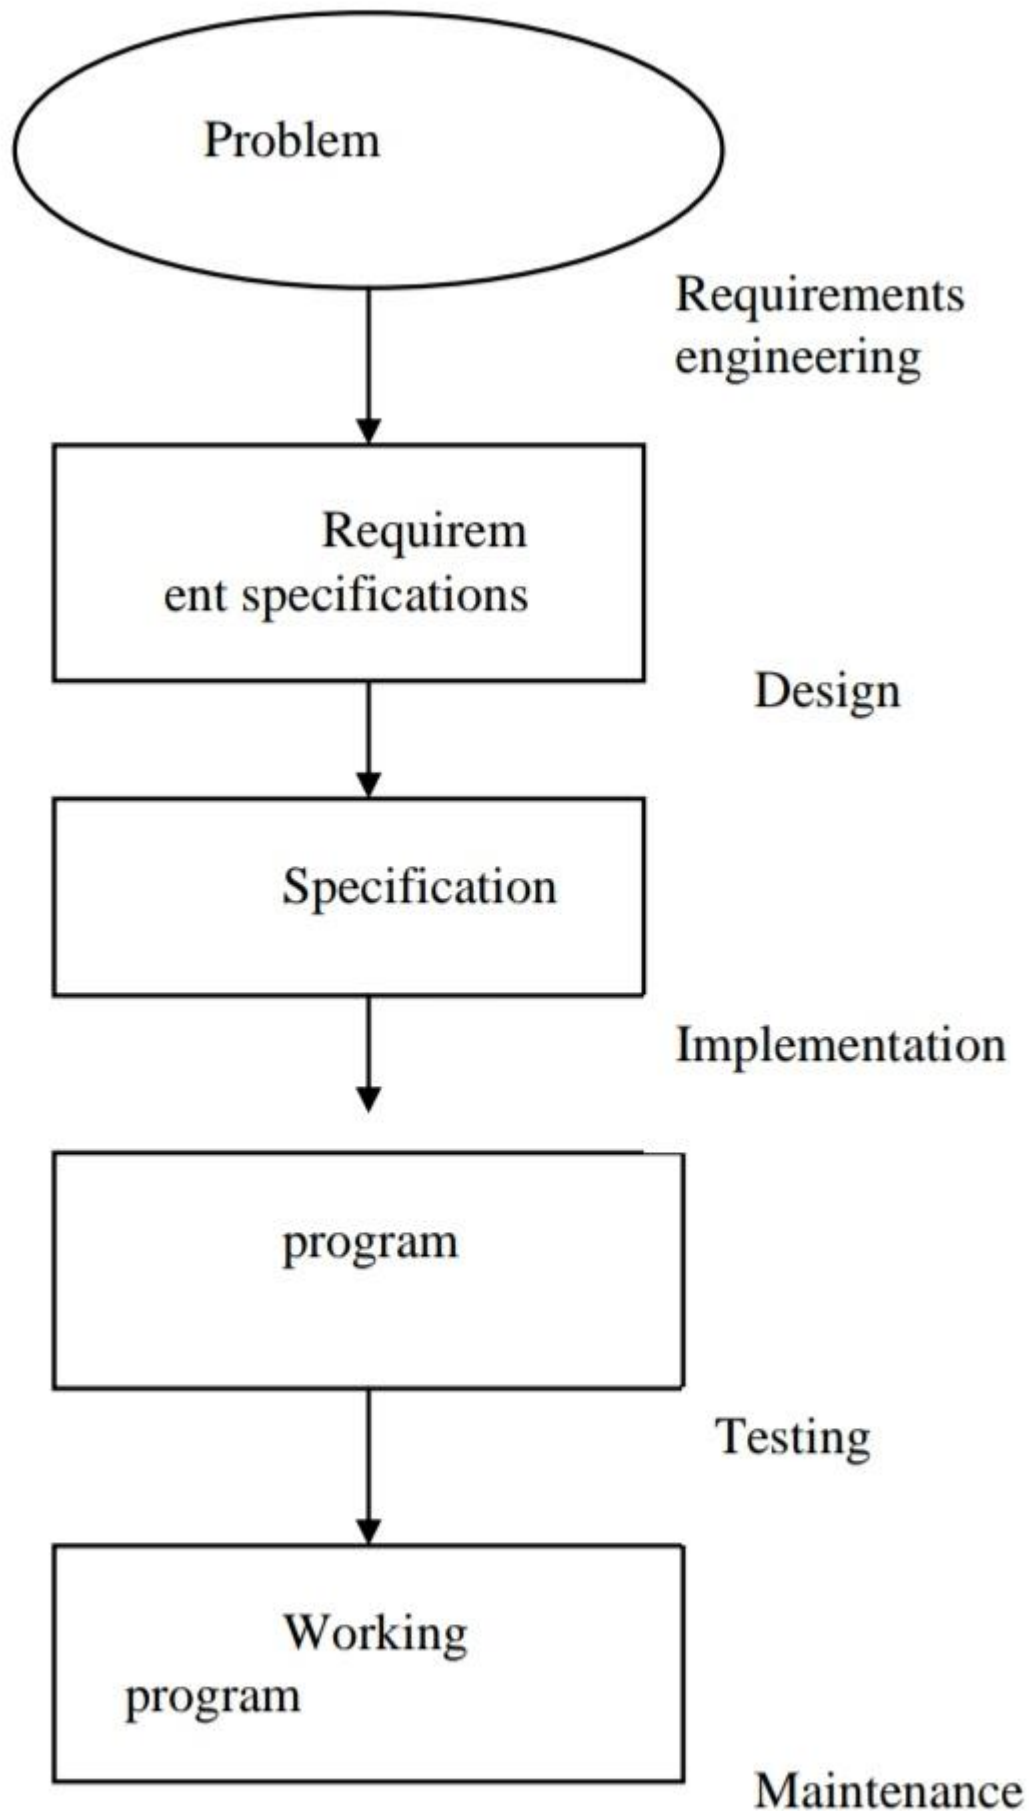 Problem
Requirements
engineering
Requirem
ent specifications
Design
Specification
Implementation
program
Testing
Working
program
Maintenance